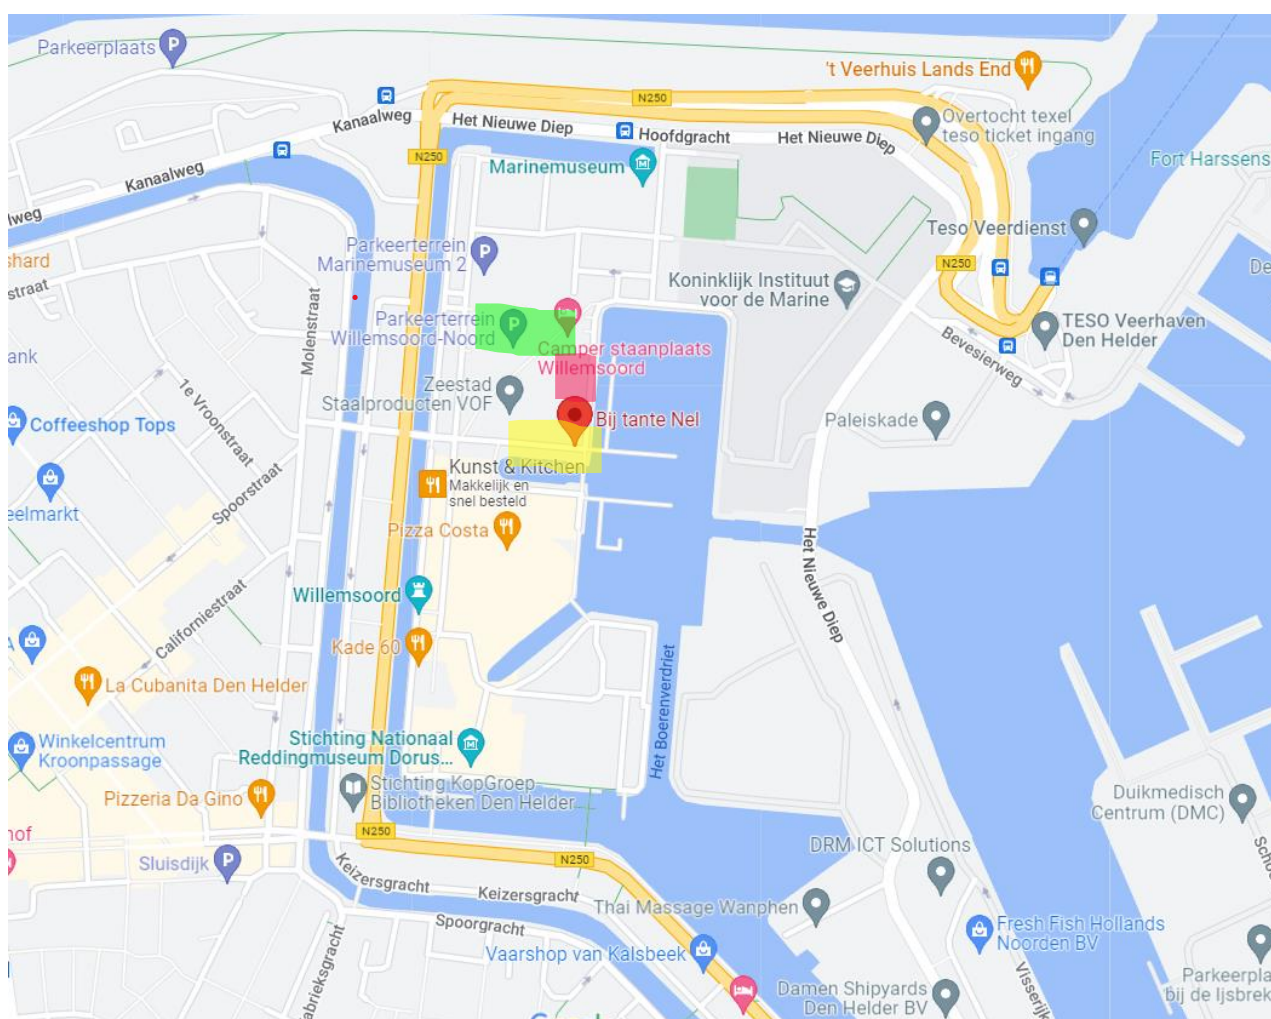 Parkeerplaats
't Veerhuis Lands End
N250
Kanaalweg
Het Nieuwe Diep
Hoofdgracht
Het Nieuwe Diep
Overtocht texel
teso ticket ingang
N250
Marinemuseum
Fort Harssens
Kanaalweg
lweg
Teso Veerdienst
Parkeerterrein
Marinemuseum 2
shard
straat
N250
Koninklijk Instituut
voor de Marine
De
Molenstraat
Parkeerterrein
Willemsoord-Noord
TESO Veerhaven
Den Helder
Bevesierweg
ank
Camper staanplaats
Willemsoord
1e Vroonstraat
Zeestad
Staalproducten VOF
Bij tante Nel
Paleiskade
Coffeeshop Tops
Spoorstraat
Kunst & Kitchen
Makkelijk en
snel besteld
eelmarkt
Pizza Costa
Het Nieuwe Diep
Willemsoord
Californiestraat
A
Kade 60
La Cubanita Den Helder
Het Boerenverdriet
Stichting Nationaal
Reddingmuseum Dorus...
Winkelcentrum
Kroonpassage
Stichting KopGroep
Bibliotheken Den Helder
Pizzeria Da Gino
Duikmedisch
Centrum (DMC)
hof
N250
DRM ICT Solutions
Sluisdijk
N250
Keizersgracht
Keizersgracht
Spoorgracht
Thai Massage Wanphen
Fresh Fish Hollands
Noorden BV
Vaarshop van Kalsbeek
abrieksgracht
Visserijk
Damen Shipyards
Den Helder BV
Parkeerpla
bij de Ijsbrek